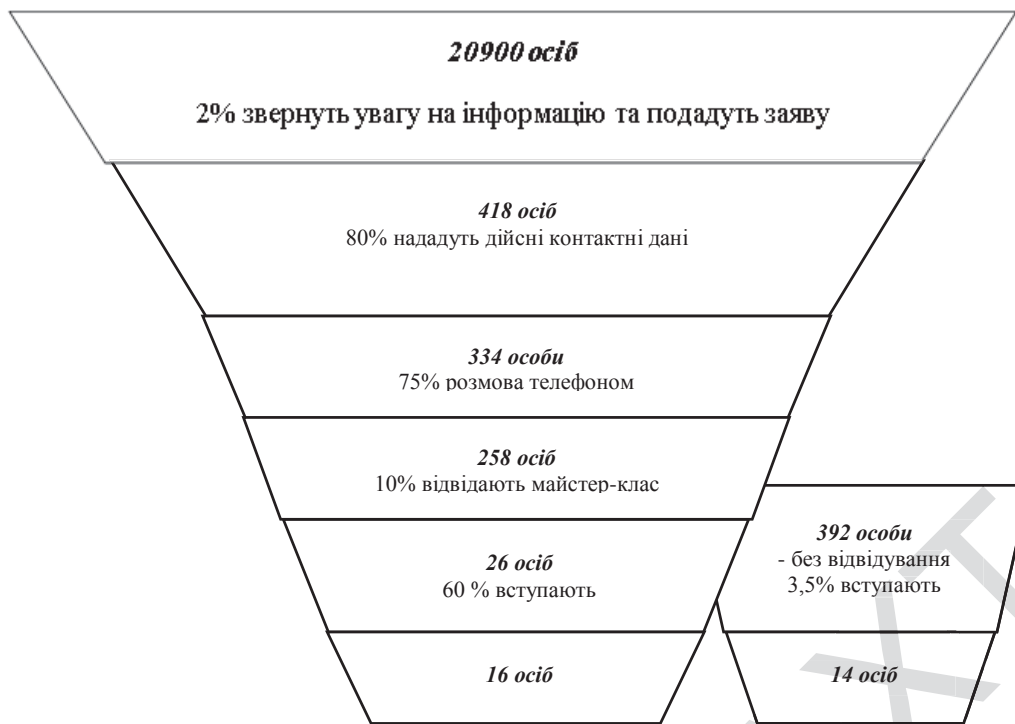 20900 осіб
2% звернуть увагу на інформацію та подадуть заяву
418 осіб
80% нададуть дійсні контактні дані
334 особи
75% розмова телефоном
258 осіб
10% відвідають майстер-клас
26 осіб
60 % вступають
16 осіб
392 особи
- без відвідування
3,5% вступають
14 осіб